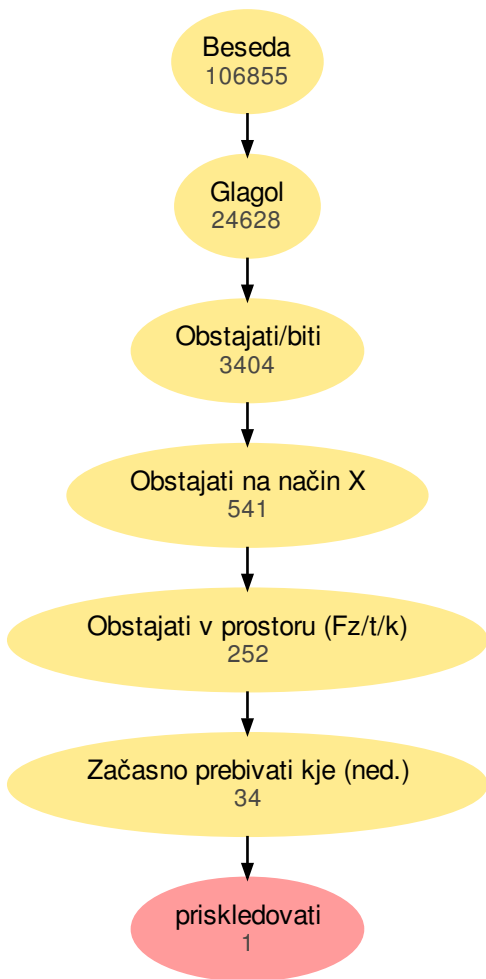 Beseda
106855
Glagol
24628
Obstajati/biti
3404
Obstajati na način X
541
Obstajati v prostoru (Fz/t/k)
252
Začasno prebivati kje (ned.)
34
priskledovati
1